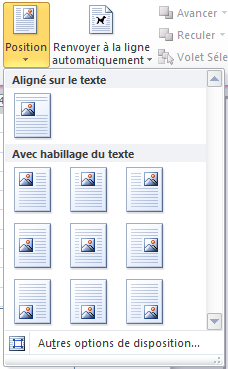 Position
Renvoyer à la ligne
automatiquement
Avancer
Reculer
Volet Séle
Aligné sur le texte
Avec habillage du texte
Autres options de disposition...